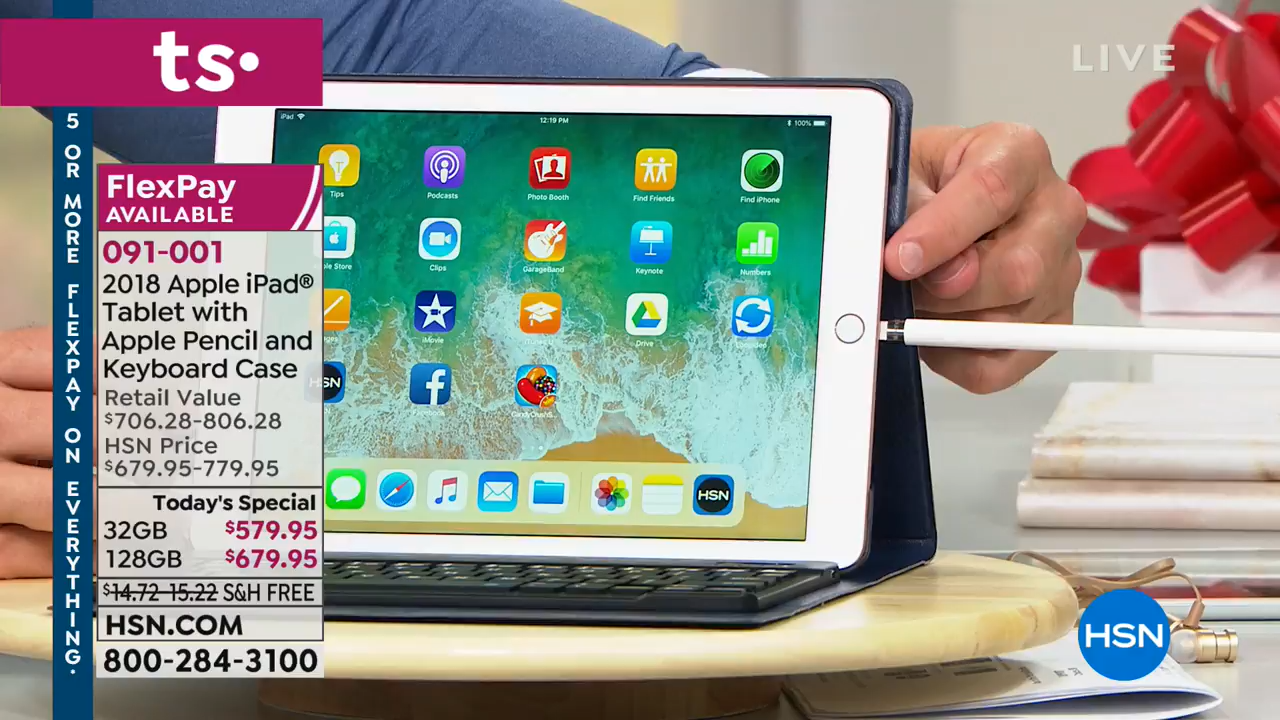 ts.
LIVE
5 OR MORE FLEXPAY ON EVERYTHING.
FlexPay
AVAILABLE
091-001
2018 Apple iPad®
Tablet with
Apple Pencil and
Keyboard Case
Retail Value
$706.28-806.28
HSN Price
$679.95-779.95
Today's Special
32GB $579.95
128GB $679.95
$14.72-15.22 S&H FREE
HSN.COM
800-284-3100
iPad
12:19 PM
100%
Tips
Podcasts
Photo Booth
Find Friends
Find iPhone
Clips
GarageBand
Keynote
Numbers
iMovie
Drive
HSN
Facebook
HSN
HSN